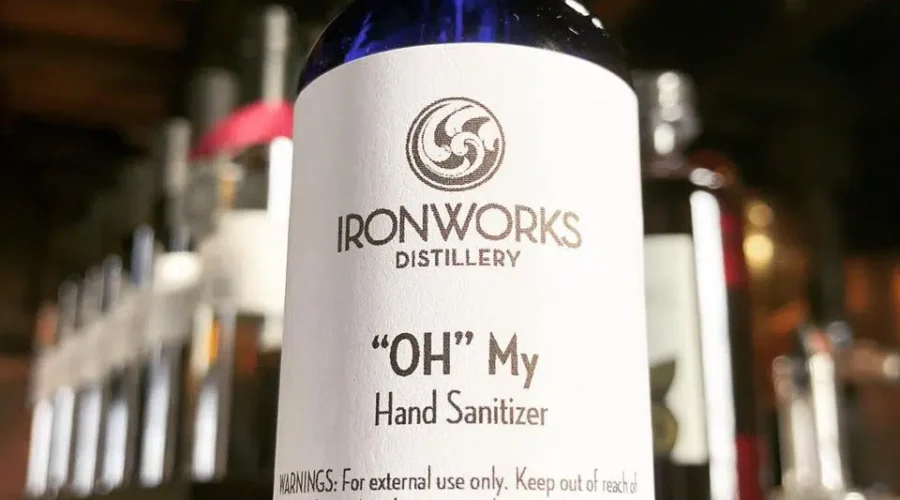 IRONWORKS
DISTILLERY
“OH” My
Hand Sanitizer
WARNINGS: For external use only. Keep out of reach of